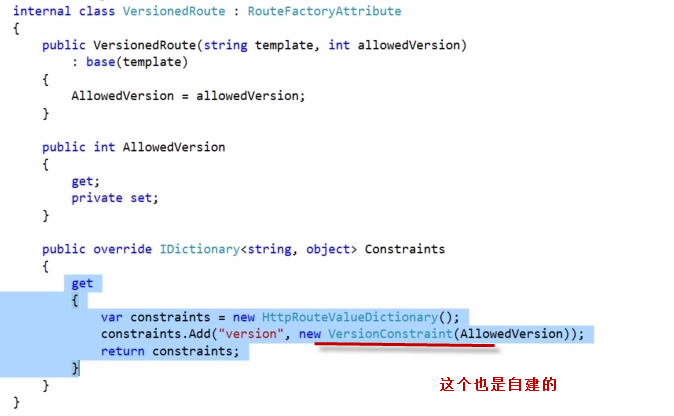 internal class VersionedRoute : RouteFactoryAttribute
{
public VersionedRoute(string template, int allowedVersion)
: base(template)
{
AllowedVersion = allowedVersion;
}
public int AllowedVersion
{
get;
private set;
}
public override IDictionary<string, object> Constraints
{
get
{
var constraints = new HttpRouteValueDictionary();
constraints.Add("version", new VersionConstraint(AllowedVersion));
return constraints;
}
}
}
这个也是自建的